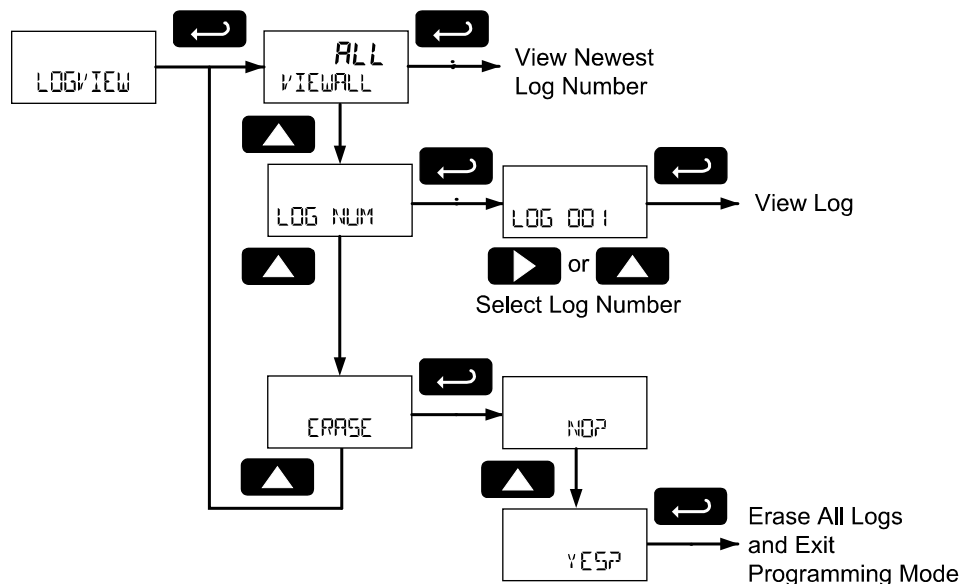 LOGVIEW
ALL
VIEWALL
View Newest
Log Number
LOG NUM
LOG 001
View Log
or
Select Log Number
ERASE
NO?
YES?
Erase All Logs
and Exit
Programming Mode